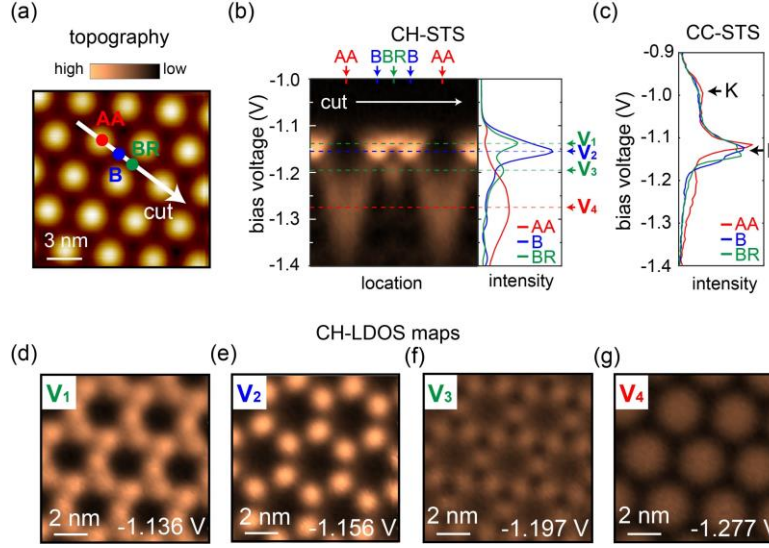 (a)
topography
high
low
AA
B
BR
cut
3 nm
(b)
CH-STS
AA
B
BR
B
AA
bias voltage (V)
-1.0
-1.1
-1.2
-1.3
-1.4
cut
V1
V2
V3
V4
AA
B
BR
location
intensity
(c)
CC-STS
bias voltage (V)
-0.9
-1.0
-1.1
-1.2
-1.3
-1.4
K
AA
B
BR
intensity
CH-LDOS maps
(d)
V1
2 nm
-1.136 V
(e)
V2
2 nm
-1.156 V
(f)
V3
2 nm
-1.197 V
(g)
V4
2 nm
-1.277 V